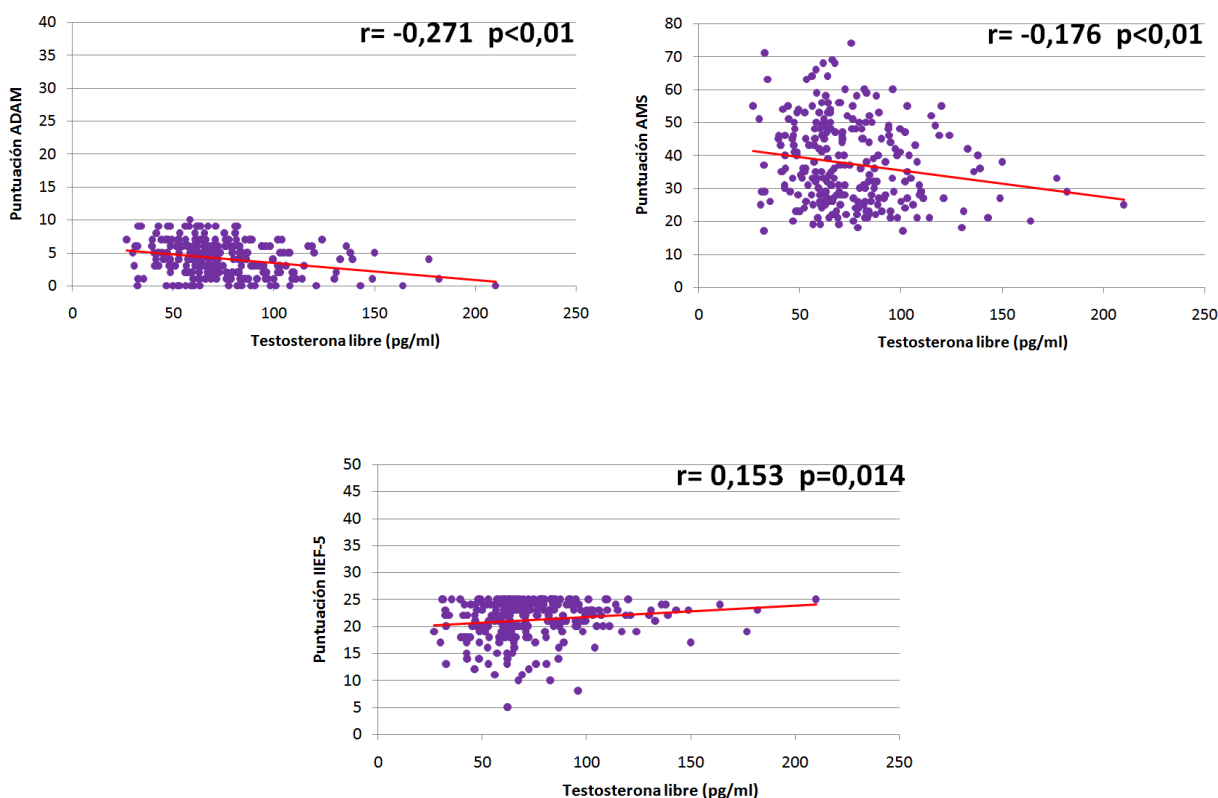 r= -0,271 p<0,01
Puntuación ADAM
40
35
30
25
20
15
10
5
0
0 50 100 150 200 250
Testosterona libre (pg/ml)
r= -0,176 p<0,01
Puntuación AMS
80
70
60
50
40
30
20
10
0
0 50 100 150 200 250
Testosterona libre (pg/ml)
r= 0,153 p=0,014
Puntuación IIEF-5
50
45
40
35
30
25
20
15
10
5
0
0 50 100 150 200 250
Testosterona libre (pg/ml)